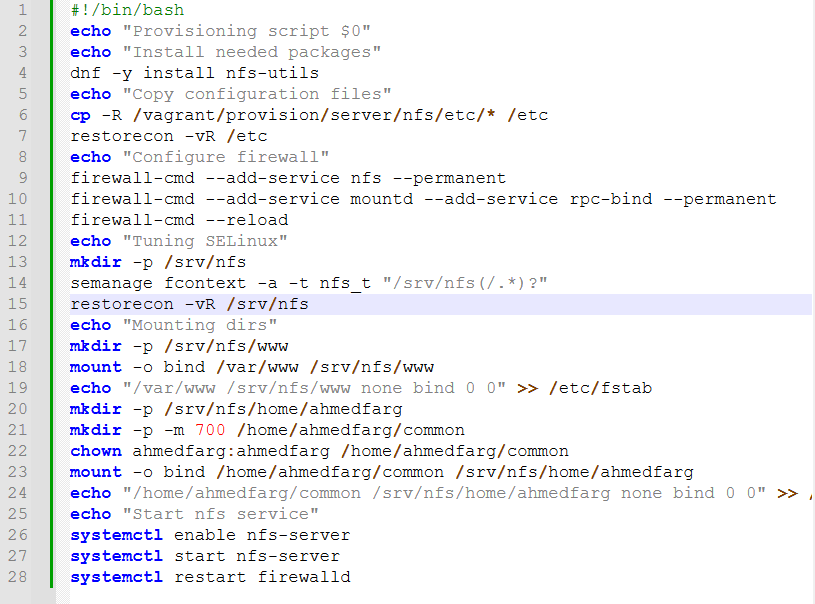 1 #!/bin/bash
2 echo "Provisioning script $0"
3 echo "Install needed packages"
4 dnf -y install nfs-utils
5 echo "Copy configuration files"
6 cp -R /vagrant/provision/server/nfs/etc/* /etc
7 restorecon -vR /etc
8 echo "Configure firewall"
9 firewall-cmd --add-service nfs --permanent
10 firewall-cmd --add-service mountd --add-service rpc-bind --permanent
11 firewall-cmd --reload
12 echo "Tuning SELinux"
13 mkdir -p /srv/nfs
14 semanage fcontext -a -t nfs_t "/srv/nfs(/.*)?"
15 restorecon -vR /srv/nfs
16 echo "Mounting dirs"
17 mkdir -p /srv/nfs/www
18 mount -o bind /var/www /srv/nfs/www
19 echo "/var/www /srv/nfs/www none bind 0 0" >> /etc/fstab
20 mkdir -p /srv/nfs/home/ahmedfarg
21 mkdir -p -m 700 /home/ahmedfarg/common
22 chown ahmedfarg:ahmedfarg /home/ahmedfarg/common
23 mount -o bind /home/ahmedfarg/common /srv/nfs/home/ahmedfarg
24 echo "/home/ahmedfarg/common /srv/nfs/home/ahmedfarg none bind 0 0" >>
25 echo "Start nfs service"
26 systemctl enable nfs-server
27 systemctl start nfs-server
28 systemctl restart firewalld